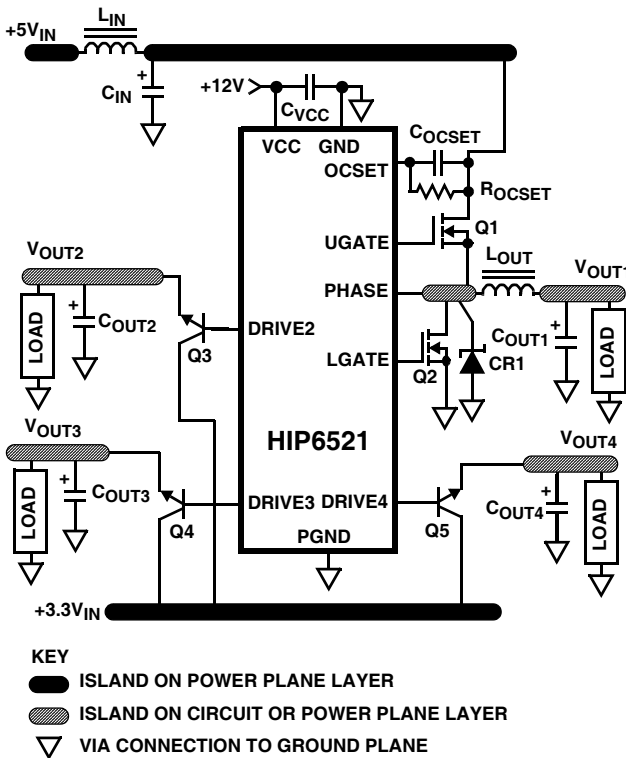 +5VIN
LIN
+
CIN
+12V
CVCC
VCC
GND
COCSET
OCSET
ROCSET
Q1
UGATE
VOUT2
LOUT
VOUT1
PHASE
LOAD
+
COUT2
Q3
DRIVE2
LGATE
Q2
CR1
COUT1
+
LOAD
HIP6521
VOUT3
VOUT4
LOAD
+
COUT3
Q4
DRIVE3
DRIVE4
Q5
COUT4
+
LOAD
PGND
+3.3VIN
KEY
ISLAND ON POWER PLANE LAYER
ISLAND ON CIRCUIT OR POWER PLANE LAYER
VIA CONNECTION TO GROUND PLANE